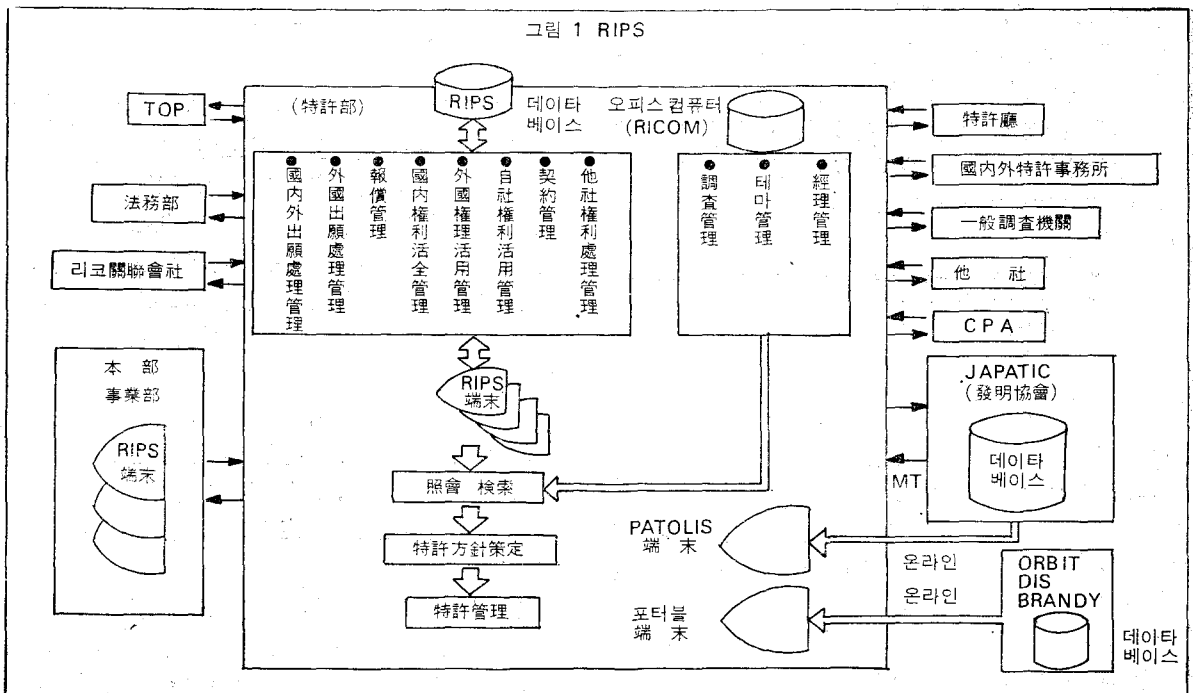 그림 1 RIPS
TOP
法務部
리코關聯會社
本部
事業部
RIPS
端末
(特許部)
RIPS
데이타
베이스
오피스 컴퓨터
(RICOM)
國内外出願處理管理
外國出願處理管理
報償管理
國内權利活全管理
外國權理活用管理
自社權利活用管理
契約管理
他社權利處理管理
調査管理
테마管理
經理管理
RIPS
端末
照會 検索
特許方針策定
特許管理
PATOLIS
端末
포터블
端末
特許廳
國内外特許事務所
一般調査機關
他社
CPA
JAPATIC
(發明協會)
데이타
베이스
MT
온라인
온라인
ORBIT
DIS
BRANDY
데이타
베이스